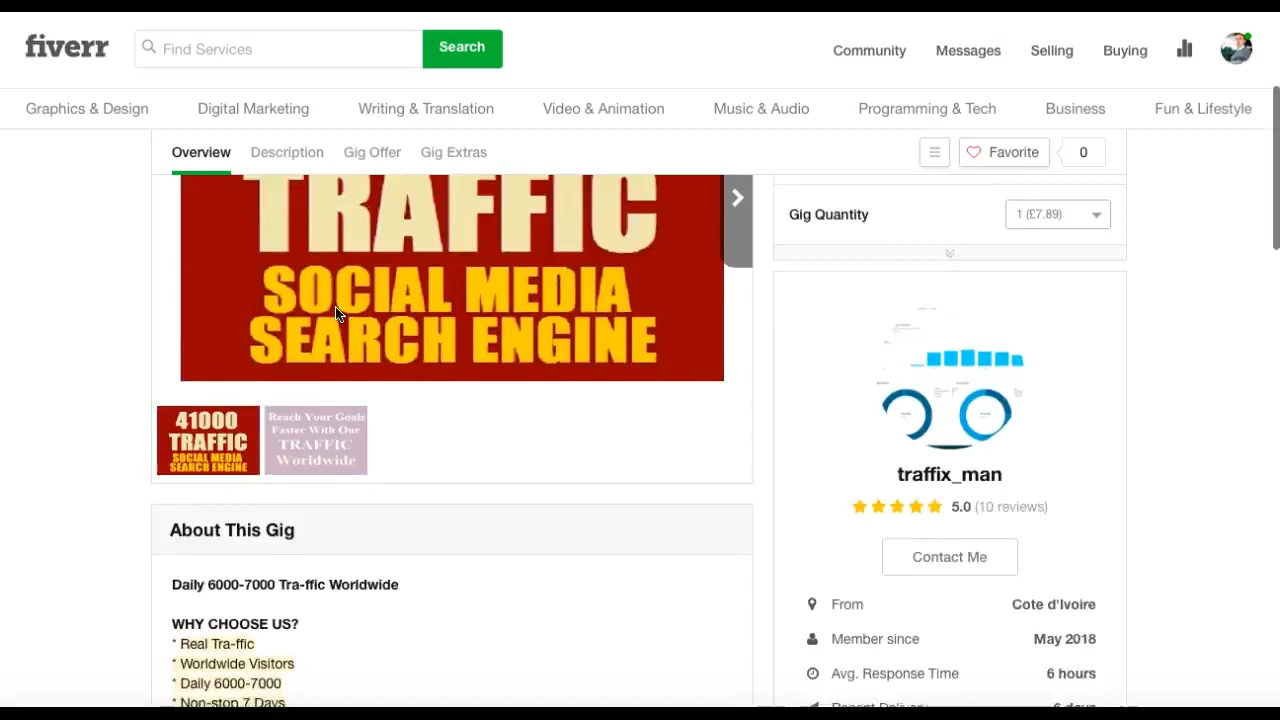 fiverr
Find Services
Search
Community
Messages
Selling
Buying
Graphics & Design
Digital Marketing
Writing & Translation
Video & Animation
Music & Audio
Programming & Tech
Business
Fun & Lifestyle
Overview
Description
Gig Offer
Gig Extras
Favorite
0
TRAFFIC
SOCIAL MEDIA
SEARCH ENGINE
41000
TRAFFIC
SOCIAL MEDIA
SEARCH ENGINE
Reach Your Goals
Faster With Our
TRAFFIC
Worldwide
About This Gig
Daily 6000-7000 Tra-ffic Worldwide
WHY CHOOSE US?
* Real Tra-ffic
* Worldwide Visitors
* Daily 6000-7000
* Non-stop 7 Days
Gig Quantity
1 (£7.89)
traffix_man
5.0 (10 reviews)
Contact Me
From Cote d'Ivoire
Member since May 2018
Avg. Response Time 6 hours
Recent Delivery 6 days